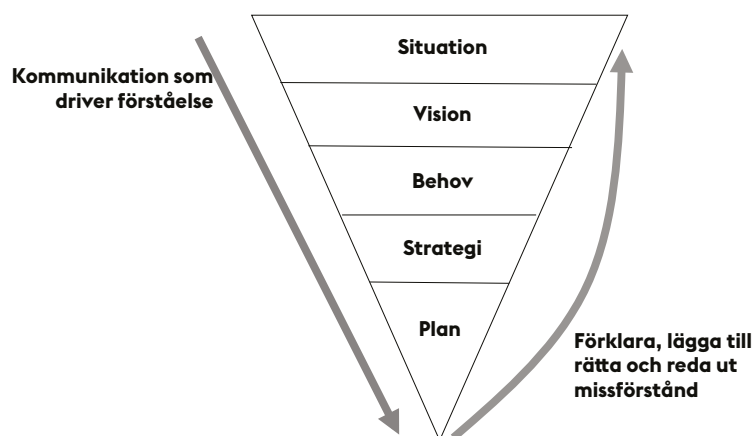 Situation
Kommunikation som
driver förståelse
Vision
Behov
Strategi
Plan
Förklara, lägga till
rätta och reda ut
missförstånd